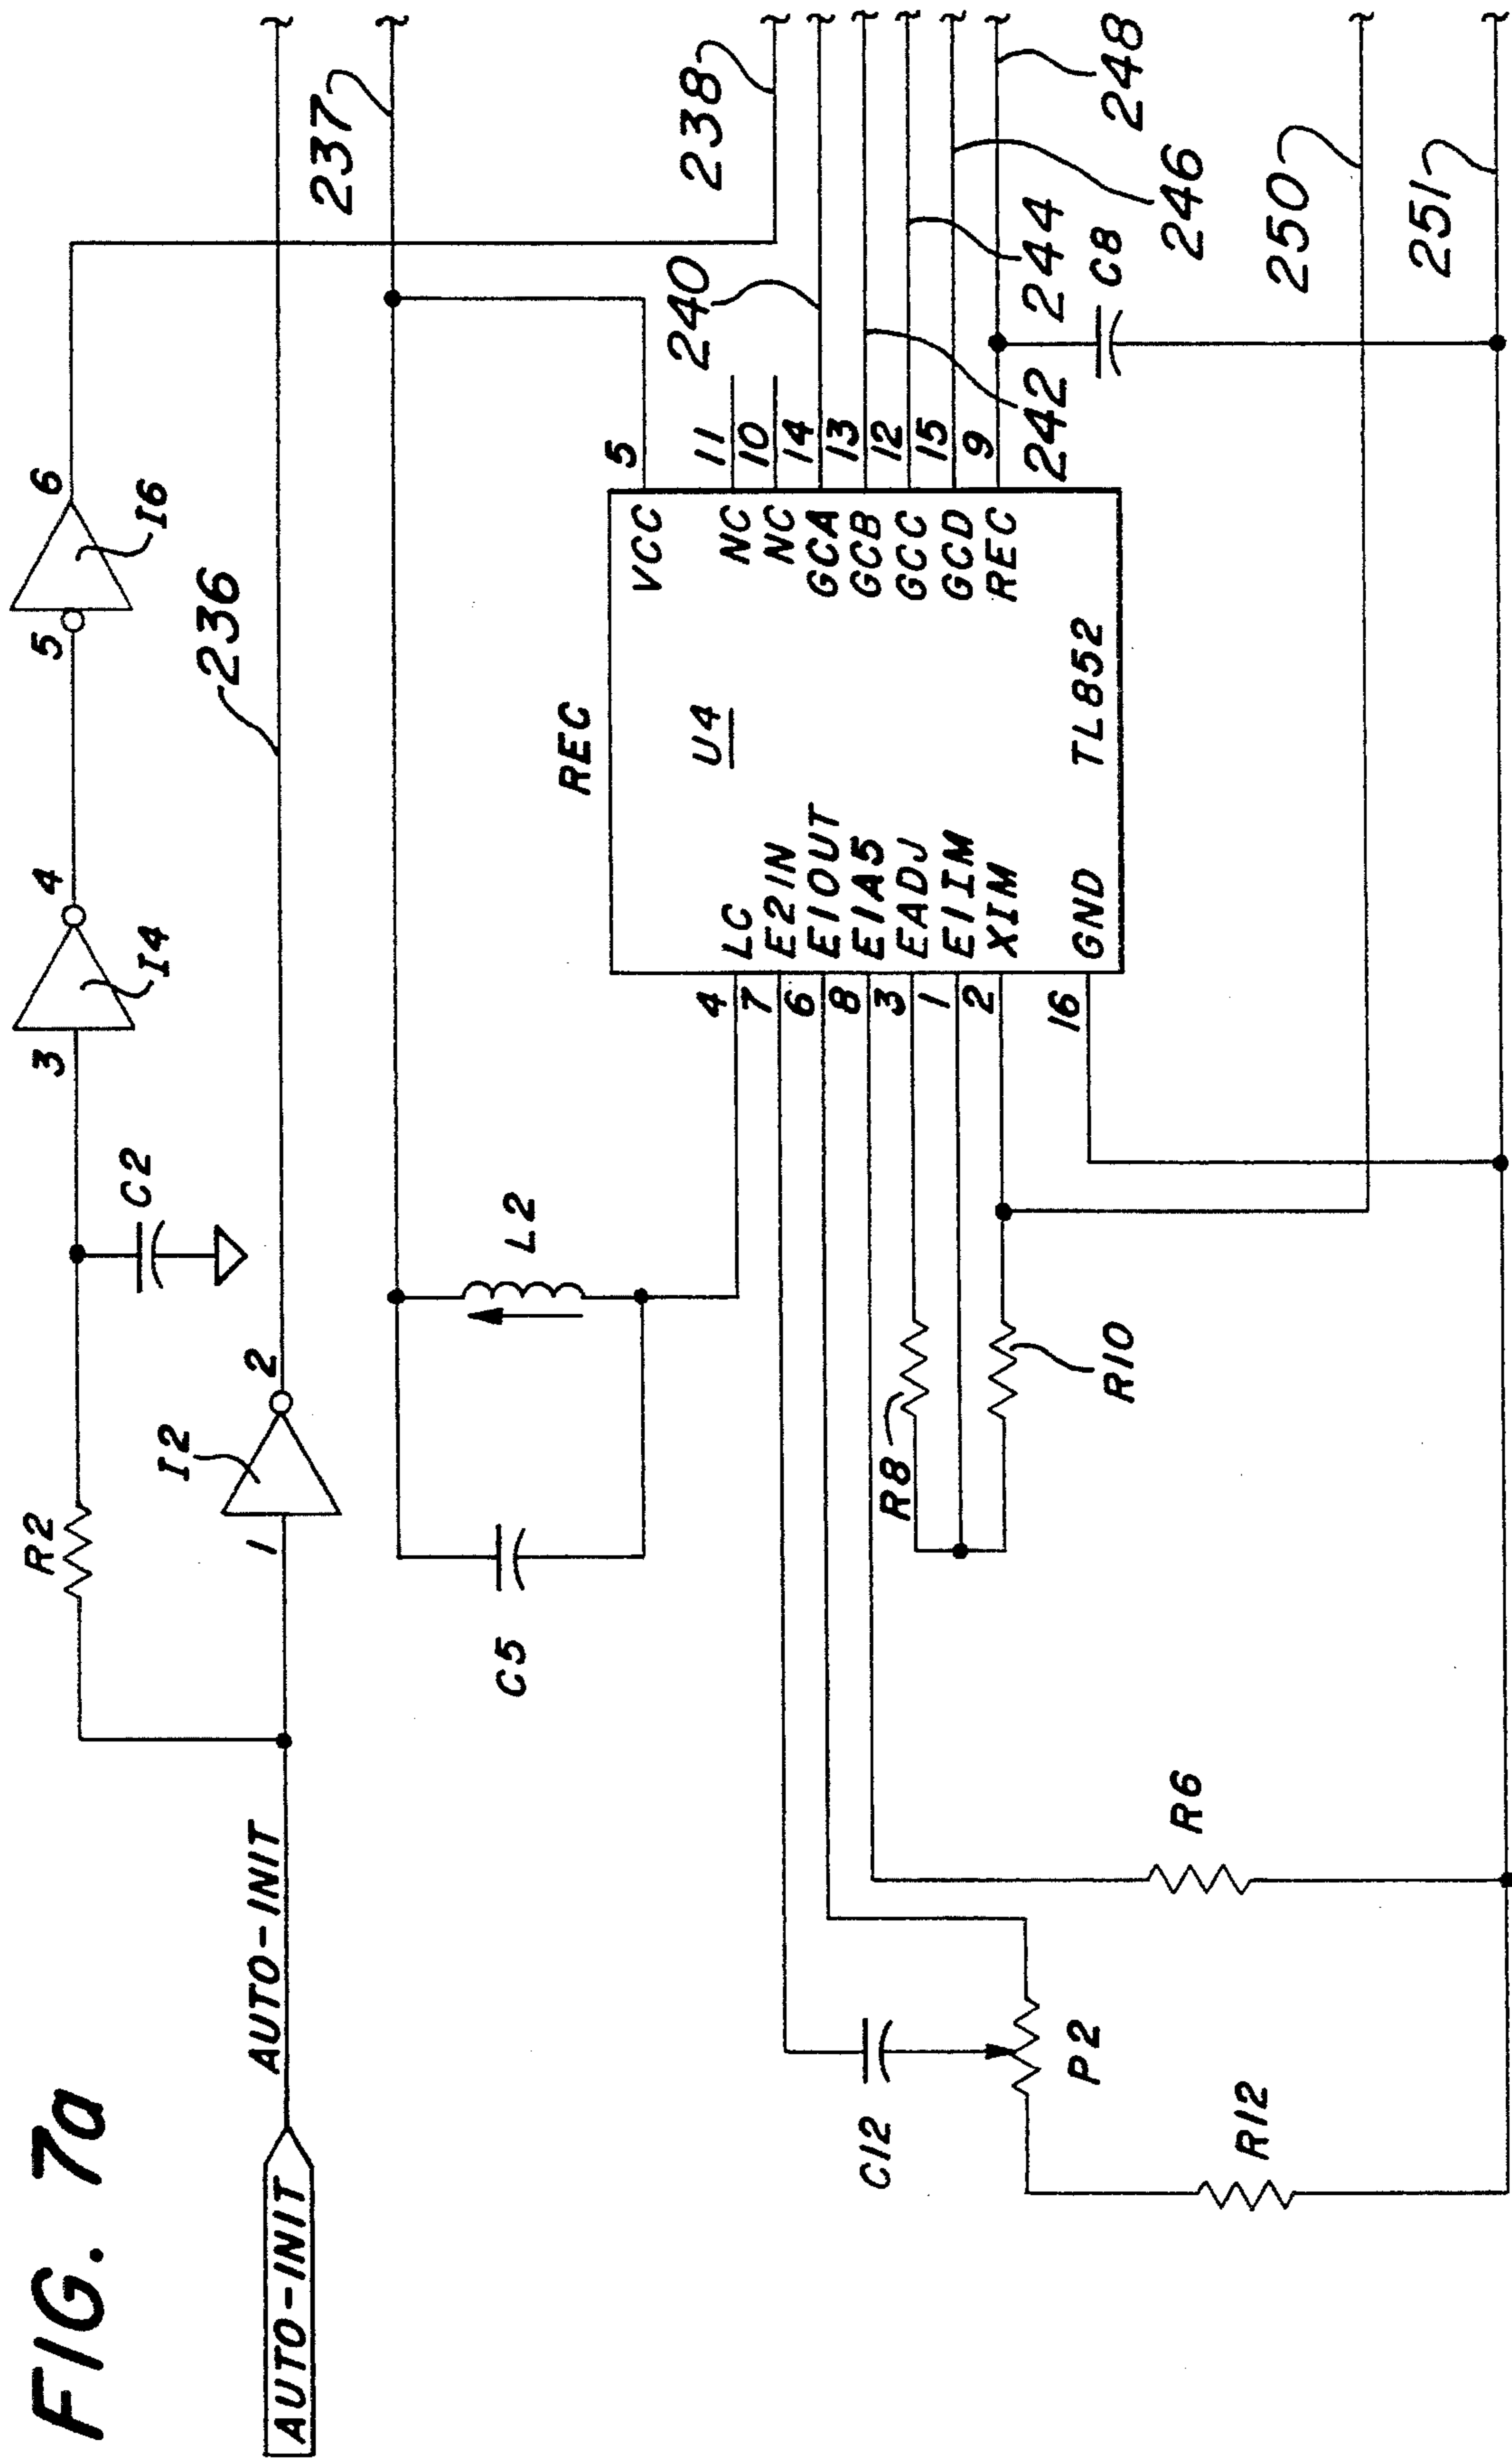 FIG. 7a
AUTO-INIT
AUTO-INIT
R2
I2
1
2
C2
3
4
I4
5
6
I6
236
237
C5
L2
REC
U4
TL852
LC
E2IN
E1OUT
E1A5
EADJ
E1IM
XIM
GND
4
7
6
8
3
1
2
16
VCC
NC
NC
GCA
GCB
GCC
GCD
REC
5
11
10
14
13
12
15
9
238
240
242
244
246
248
C8
250
251
R8
R10
C12
P2
R12
R6